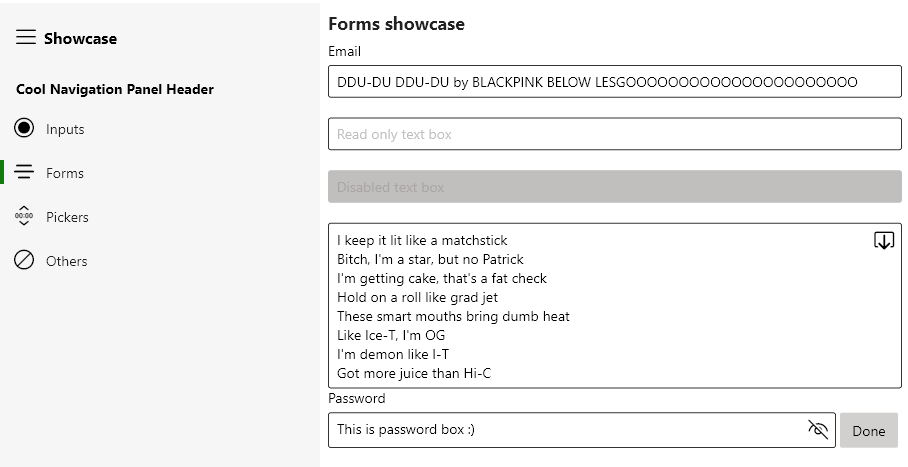 Showcase
Cool Navigation Panel Header
Inputs
Forms
00:00
Pickers
Others
Forms showcase
Email
DDU-DU DDU-DU by BLACKPINK BELOW LESGOOOOOOOOOOOOOOOOOOOOOO
Read only text box
Disabled text box
I keep it lit like a matchstick
Bitch, I'm a star, but no Patrick
I'm getting cake, that's a fat check
Hold on a roll like grad jet
These smart mouths bring dumb heat
Like Ice-T, I'm OG
I'm demon like I-T
Got more juice than Hi-C
Password
This is password box :)
Done